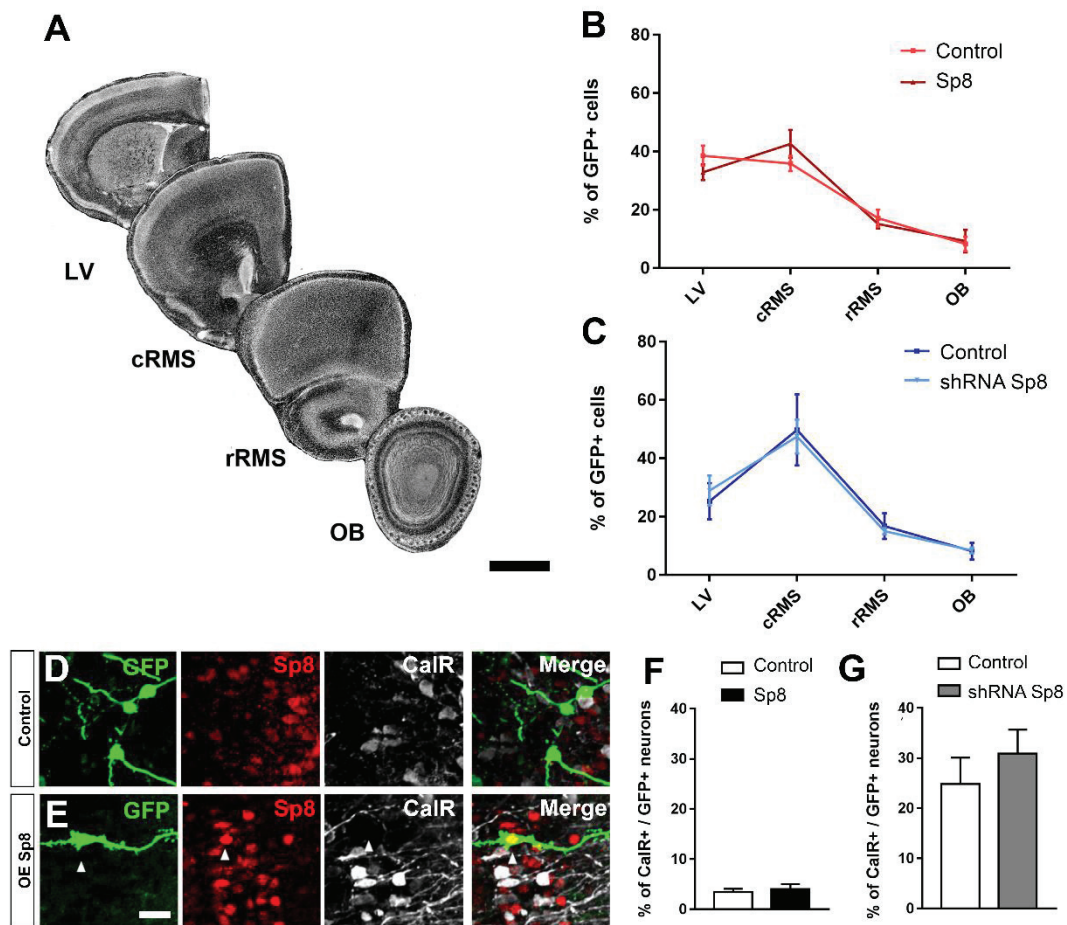 A
LV
cRMS
rRMS
OB
B
Control
Sp8
% of GFP+ cells
80
60
40
20
0
LV
cRMS
rRMS
OB
C
Control
shRNA Sp8
% of GFP+ cells
80
60
40
20
0
LV
cRMS
rRMS
OB
Control
D GFP
Sp8
CalR
Merge
OE Sp8
E GFP
Sp8
CalR
Merge
F
Control
Sp8
% of CalR+ / GFP+ neurons
40
30
20
10
0
G
Control
shRNA Sp8
% of CalR+ / GFP+ neurons
40
30
20
10
0